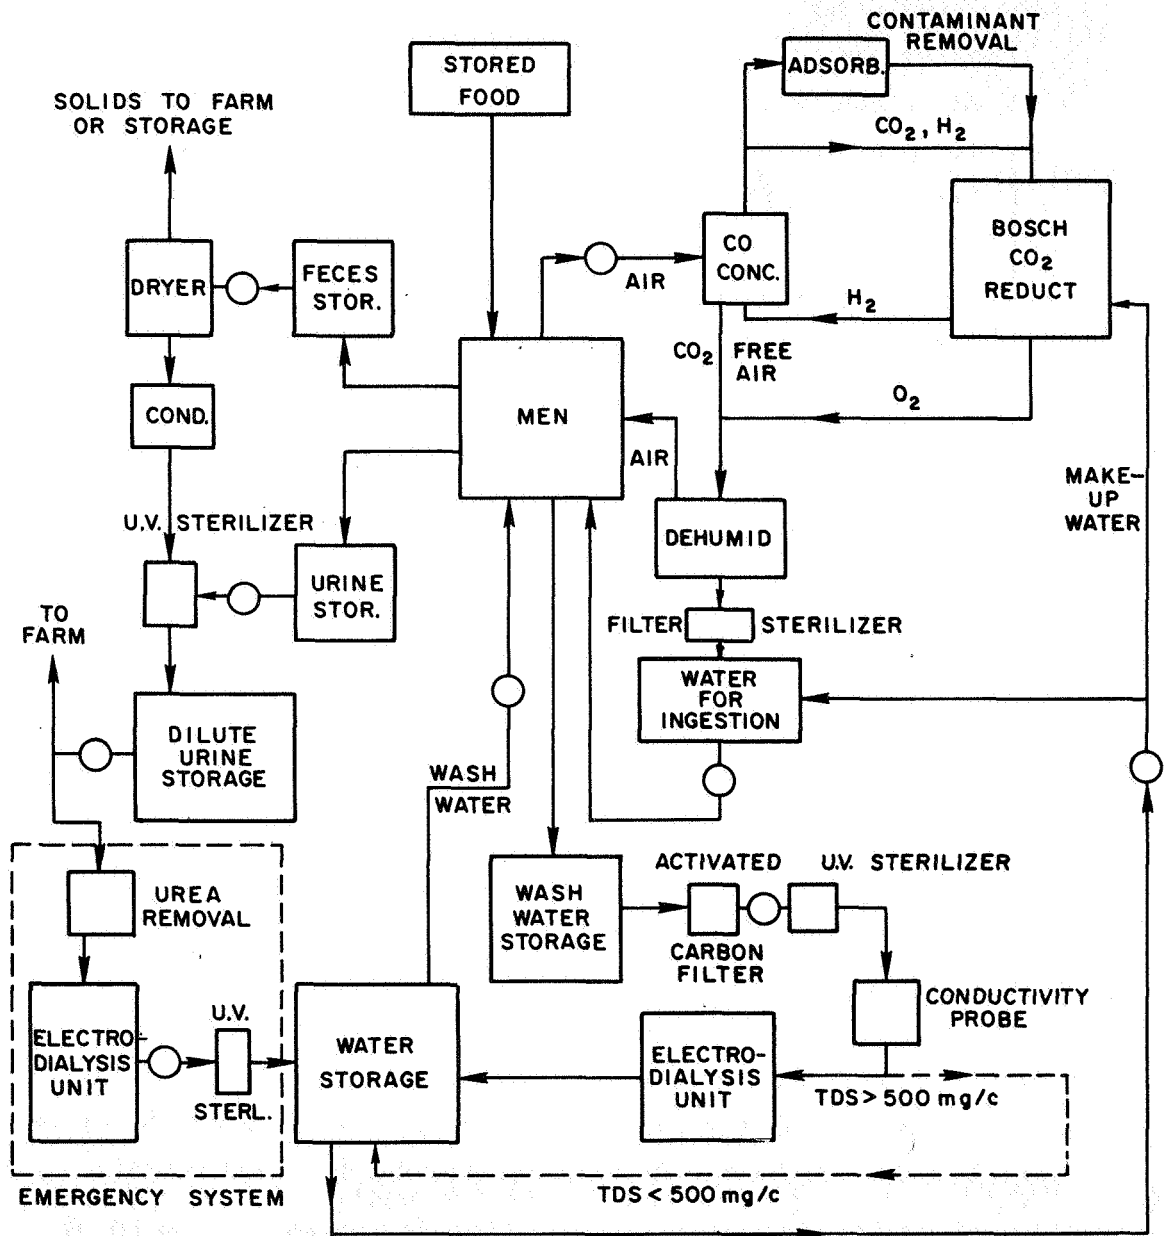 CONTAMINANT
REMOVAL
STORED
FOOD
ADSORB.
SOLIDS TO FARM
OR STORAGE
CO2, H2
BOSCH
CO2
REDUCT
CO
CONC.
DRYER
FECES
STOR.
AIR
H2
CO2 FREE
AIR
MEN
O2
COND.
AIR
MAKE-
UP
WATER
U.V. STERILIZER
DEHUMID
URINE
STOR.
TO
FARM
FILTER STERILIZER
WATER
FOR
INGESTION
DILUTE
URINE
STORAGE
WASH
WATER
ACTIVATED
U.V. STERILIZER
UREA
REMOVAL
WASH
WATER
STORAGE
CARBON
FILTER
CONDUCTIVITY
PROBE
U.V.
ELECTRO-
DIALYSIS
UNIT
WATER
STORAGE
ELECTRO-
DIALYSIS
UNIT
TDS > 500 mg/c
STERL.
EMERGENCY SYSTEM
TDS < 500 mg/c